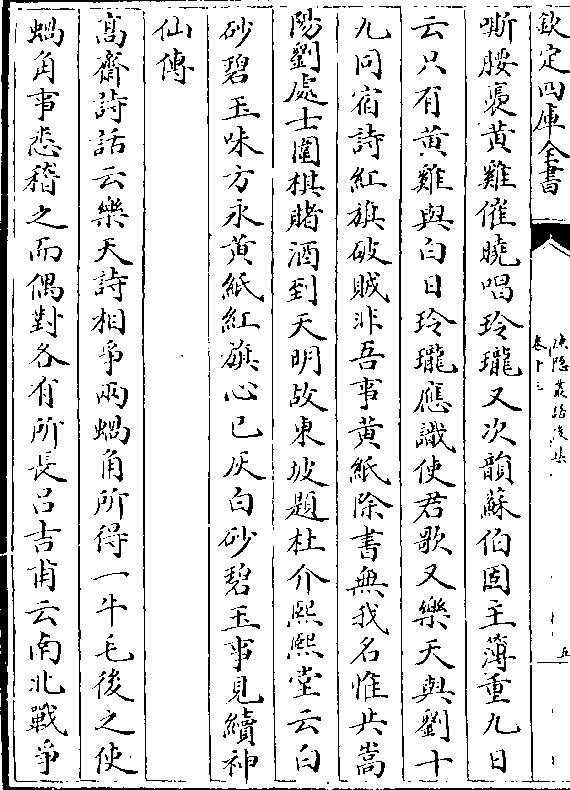 欽定四庫全書
漁隱叢話後集
卷十三
五
嘶腰褭黄雞催曉唱玲瓏又次韻蘇伯固主簿重九日
云只有黄雞與白日玲瓏應識使君歌又樂天與劉十
九同宿詩紅旗破賊非吾事黄紙除書無我名惟共嵩
陽劉處士圍棋賭酒到天明故東坡題杜介熙熙堂云白
砂碧玉味方永黄紙紅旗心已灰白砂碧玉事見續神
仙傳
髙齋詩話云樂天詩相爭兩蝸角所得一牛毛後之使
蝸角事悉稽之而偶對各有所長吕吉甫云南北戰爭